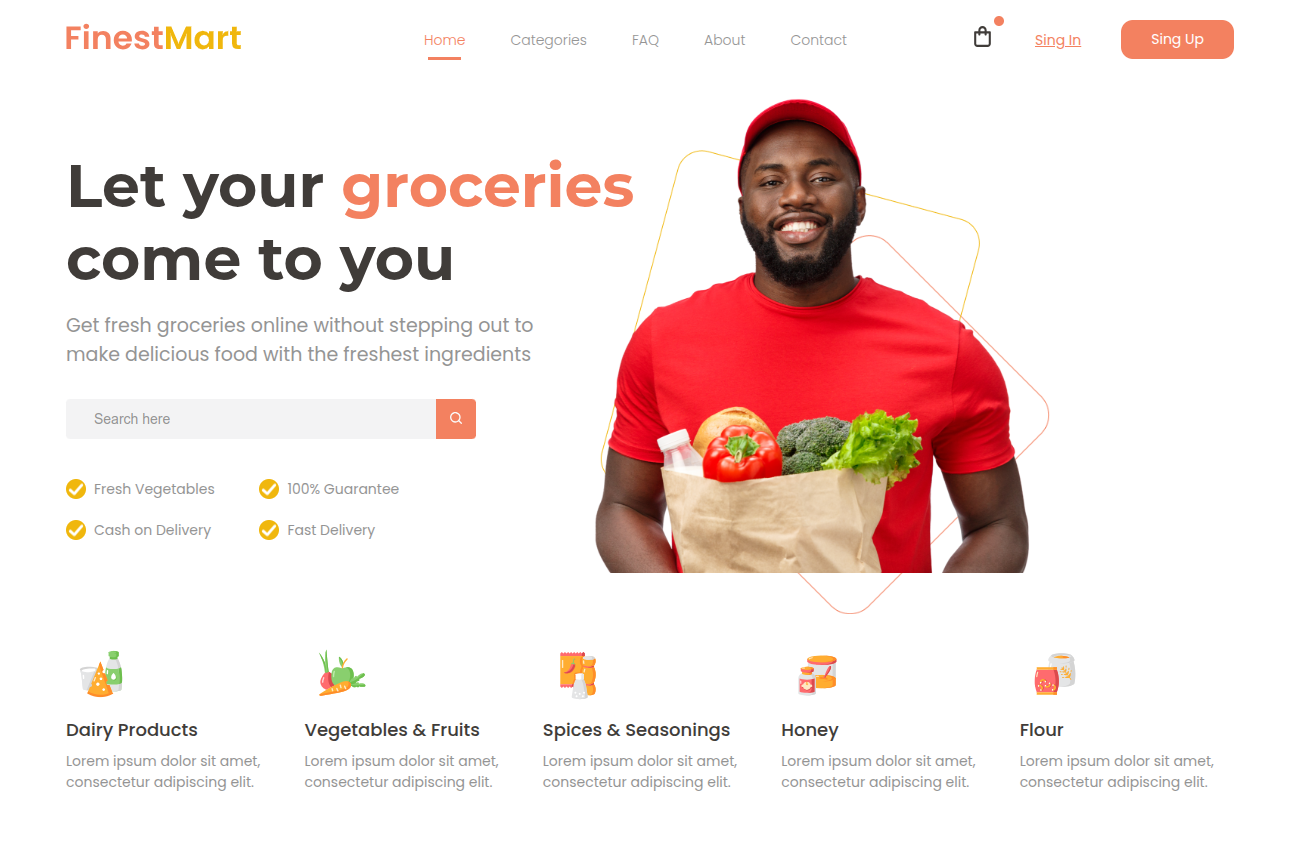 FinestMart
Home Categories FAQ About Contact
Sing In
Sing Up
Let your groceries
come to you
Get fresh groceries online without stepping out to
make delicious food with the freshest ingredients
Search here
Fresh Vegetables
100% Guarantee
Cash on Delivery
Fast Delivery
Dairy Products
Lorem ipsum dolor sit amet,
consectetur adipiscing elit.
Vegetables & Fruits
Lorem ipsum dolor sit amet,
consectetur adipiscing elit.
Spices & Seasonings
Lorem ipsum dolor sit amet,
consectetur adipiscing elit.
Honey
Lorem ipsum dolor sit amet,
consectetur adipiscing elit.
Flour
Lorem ipsum dolor sit amet,
consectetur adipiscing elit.